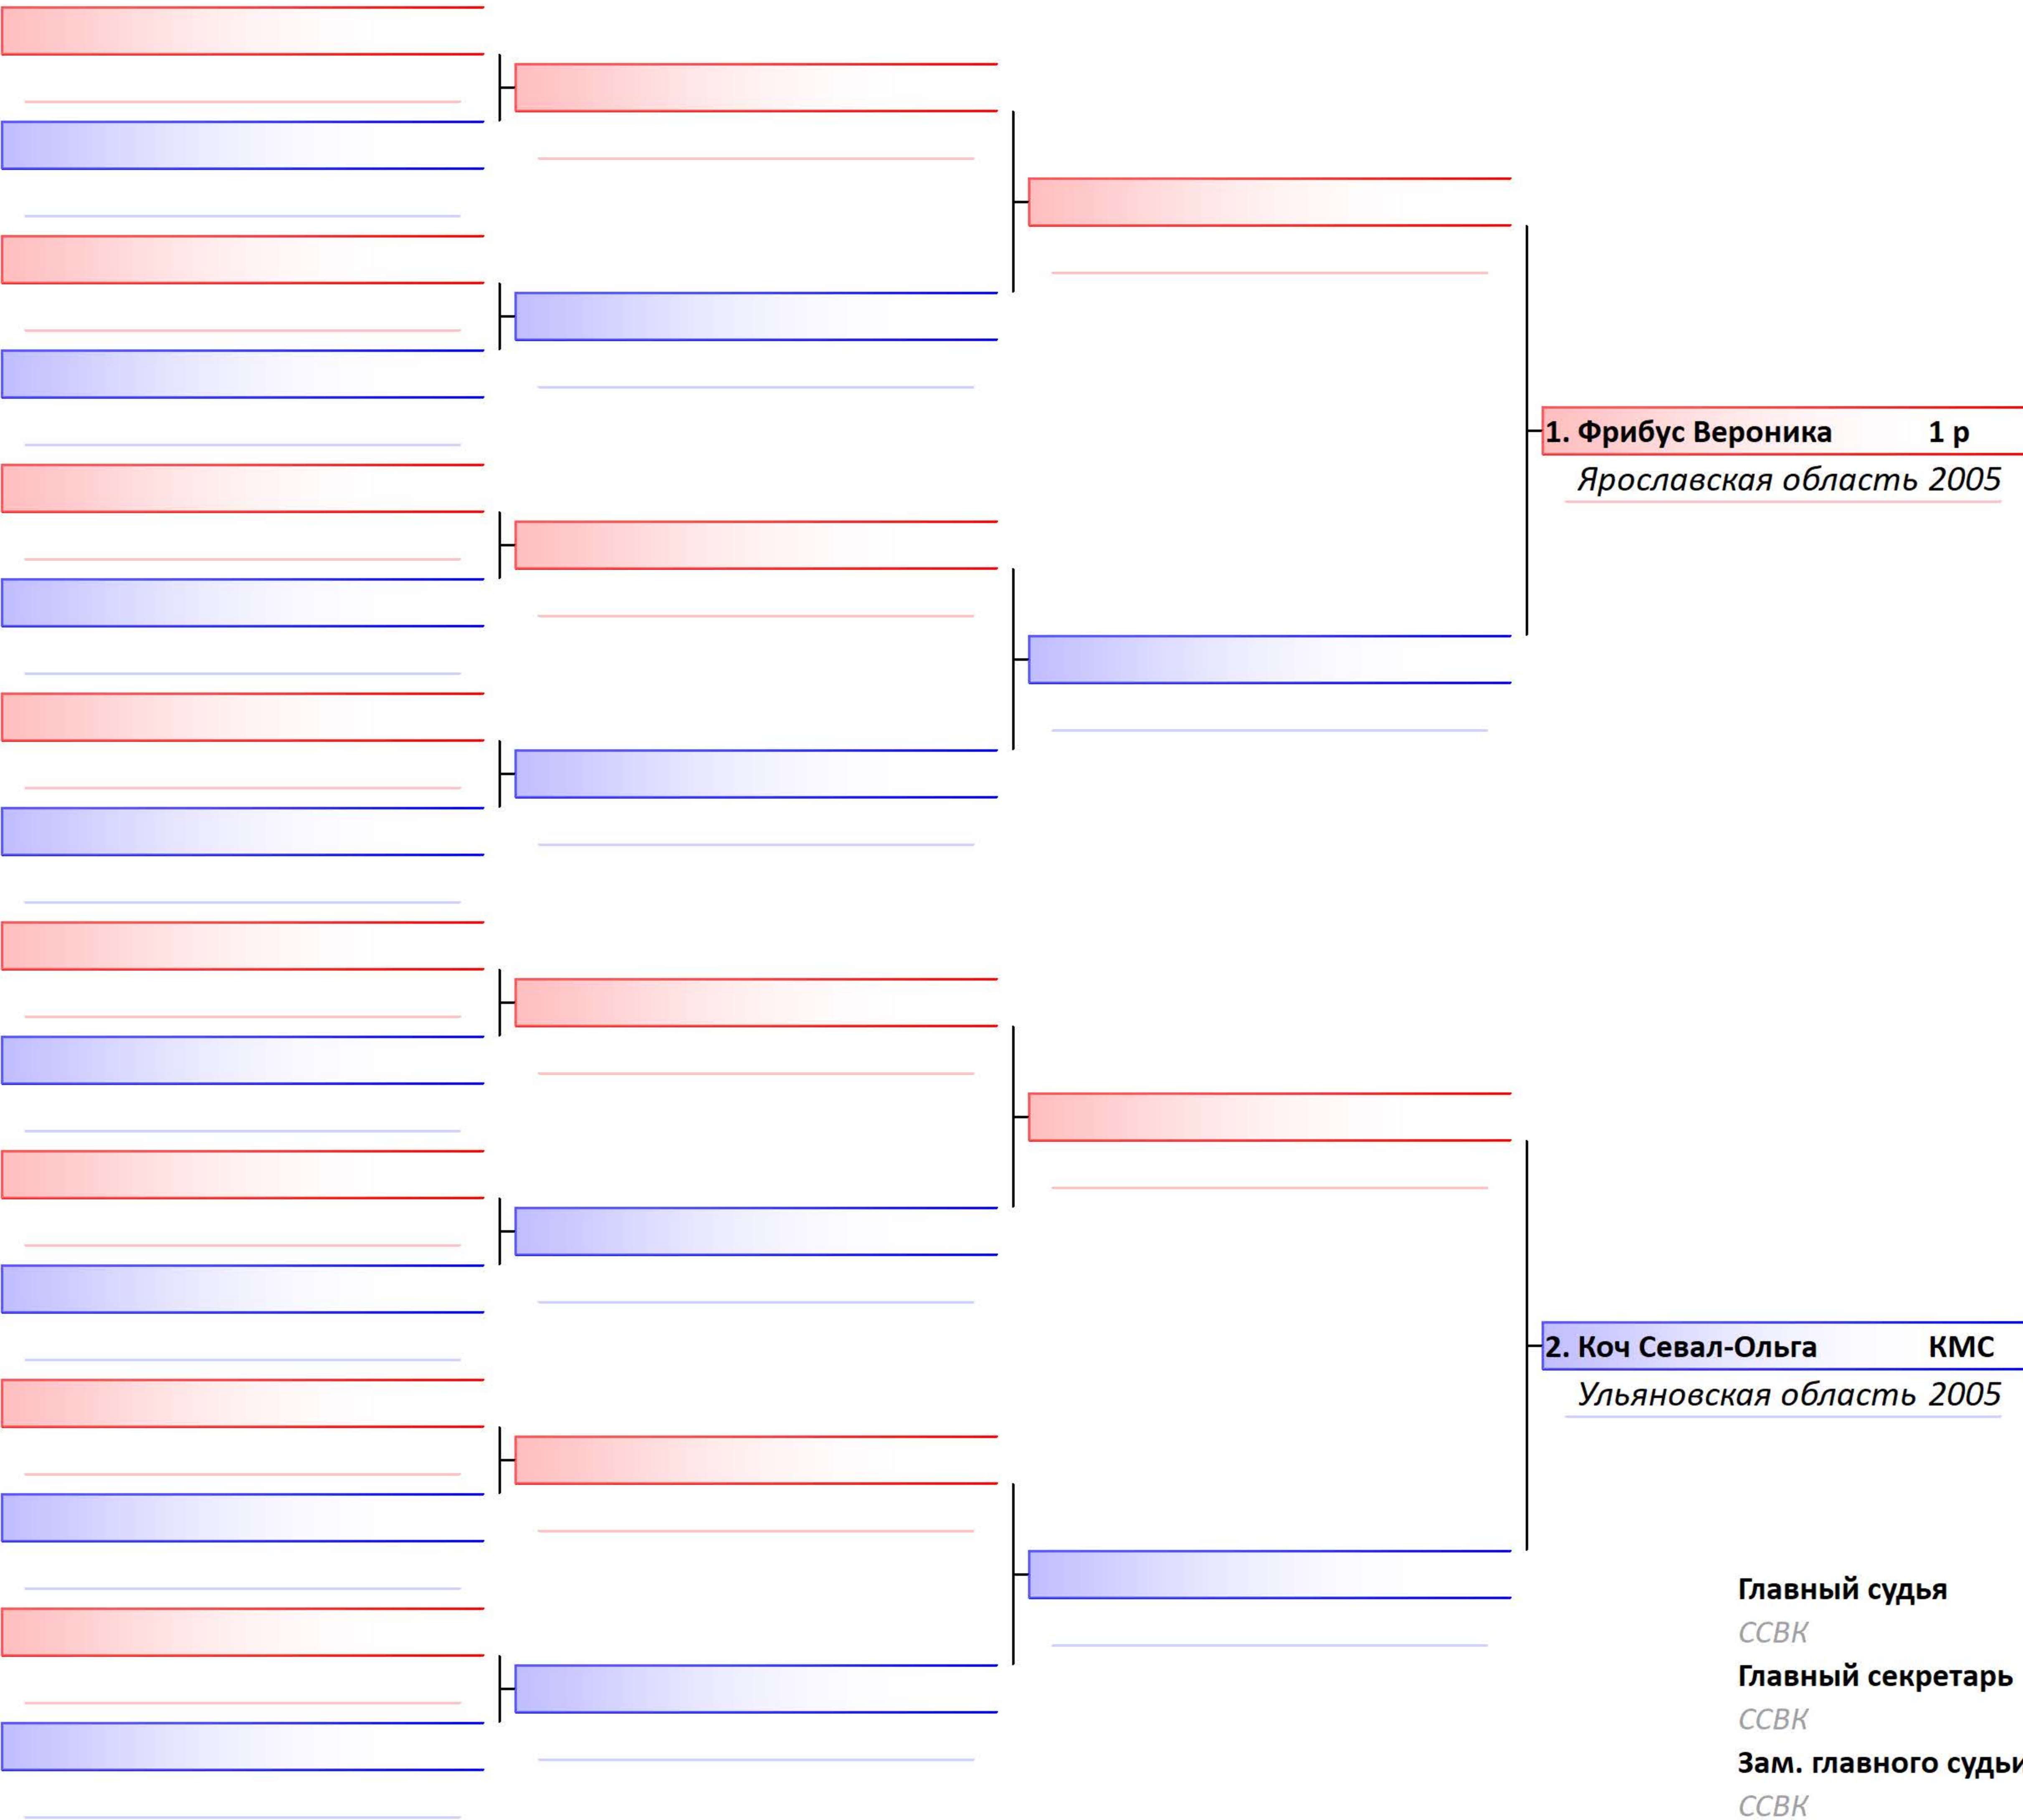 1. Фрибус Вероника 1 р
Ярославская область 2005
2. Коч Севал-Ольга КМС
Ульяновская область 2005
Главный судья
ССВК
Главный секретарь
ССВК
Зам. главного судьи
ССВК